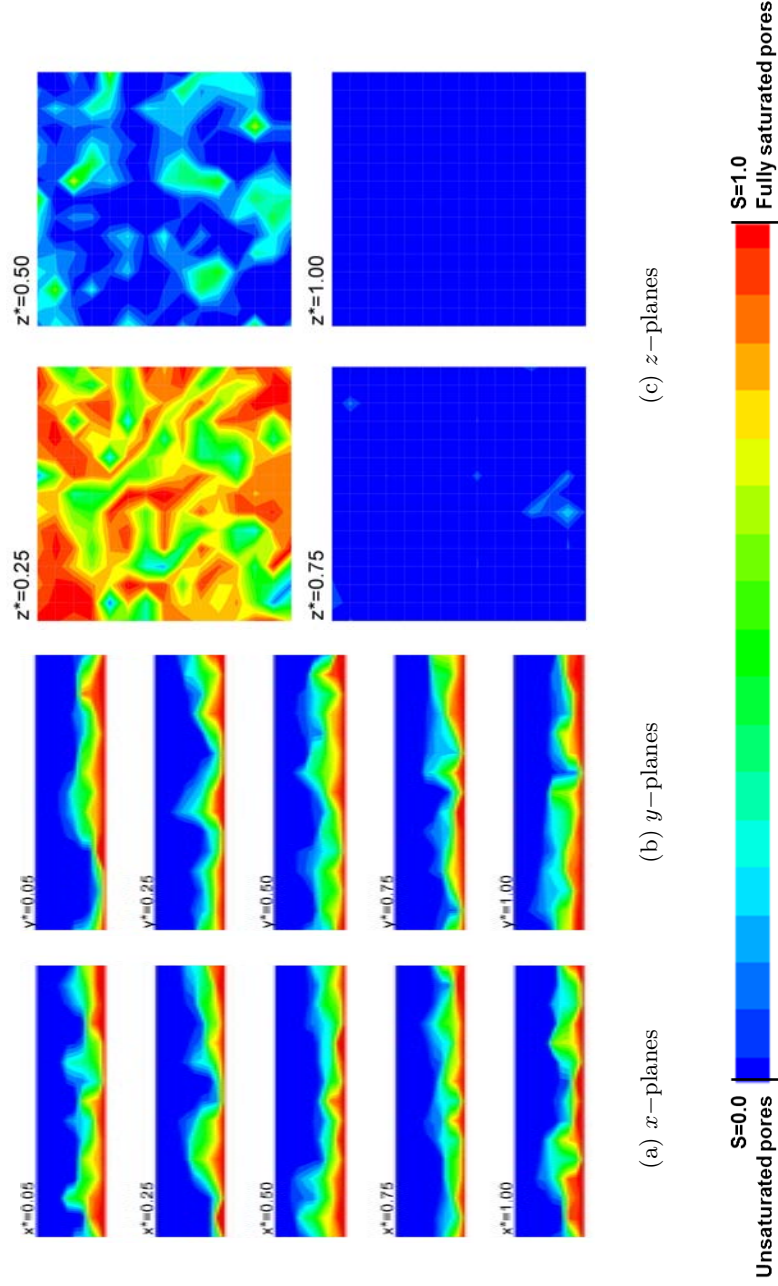 x*=0.05
x*=0.25
x*=0.50
x*=0.75
x*=1.00
(a) x−planes
y*=0.05
y*=0.25
y*=0.50
y*=0.75
y*=1.00
(b) y−planes
z*=0.25
z*=0.50
z*=0.75
z*=1.00
(c) z−planes
S=0.0
Unsaturated pores
S=1.0
Fully saturated pores